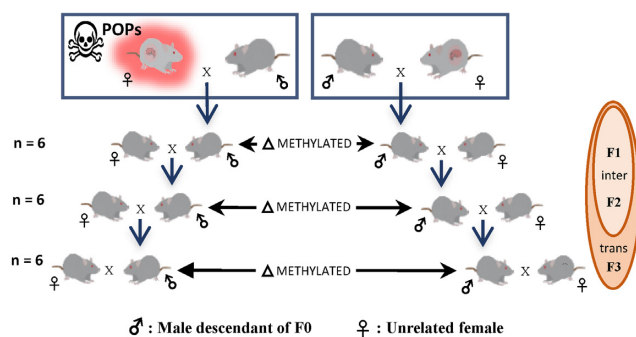 POPs
♀ X ♂
♂ X ♀
n = 6
♀ X ♂
Δ METHYLATED
♂ X ♀
n = 6
♀ X ♂
Δ METHYLATED
♂ X ♀
n = 6
♀ X ♂
Δ METHYLATED
♂ X ♀
F1
inter
F2
trans
F3
♂ : Male descendant of F0 ♀ : Unrelated female